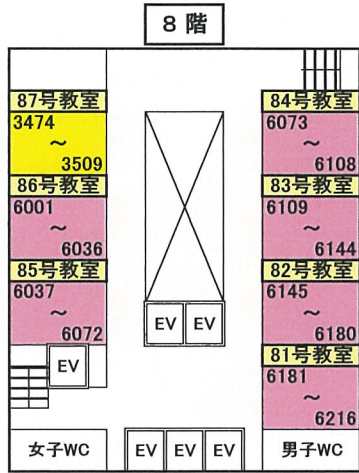 8 階
87号教室
3474
~
3509
86号教室
6001
~
6036
85号教室
6037
~
6072
EV
女子WC
EV EV
EV EV EV
84号教室
6073
~
6108
83号教室
6109
~
6144
82号教室
6145
~
6180
81号教室
6181
~
6216
男子WC